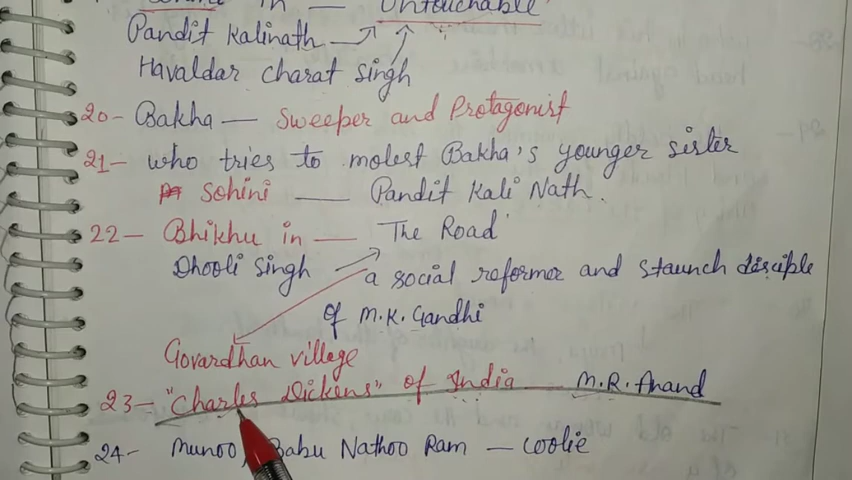 in — Untouchable
Pandit Kalinath
Havaldar Charat Singh
20- Bakha — Sweeper and Protagonist
21- who tries to molest Bakha's younger sister
Sohini — Pandit Kali Nath.
22- Bhikhu in — The Road'
Dhooli Singh a social reformer and staunch disciple
of M.K. Gandhi
Govardhan village
23- "Charles Dickens" of India — M.R. Anand
24- Munoo, Babu Nathoo Ram — Coolie